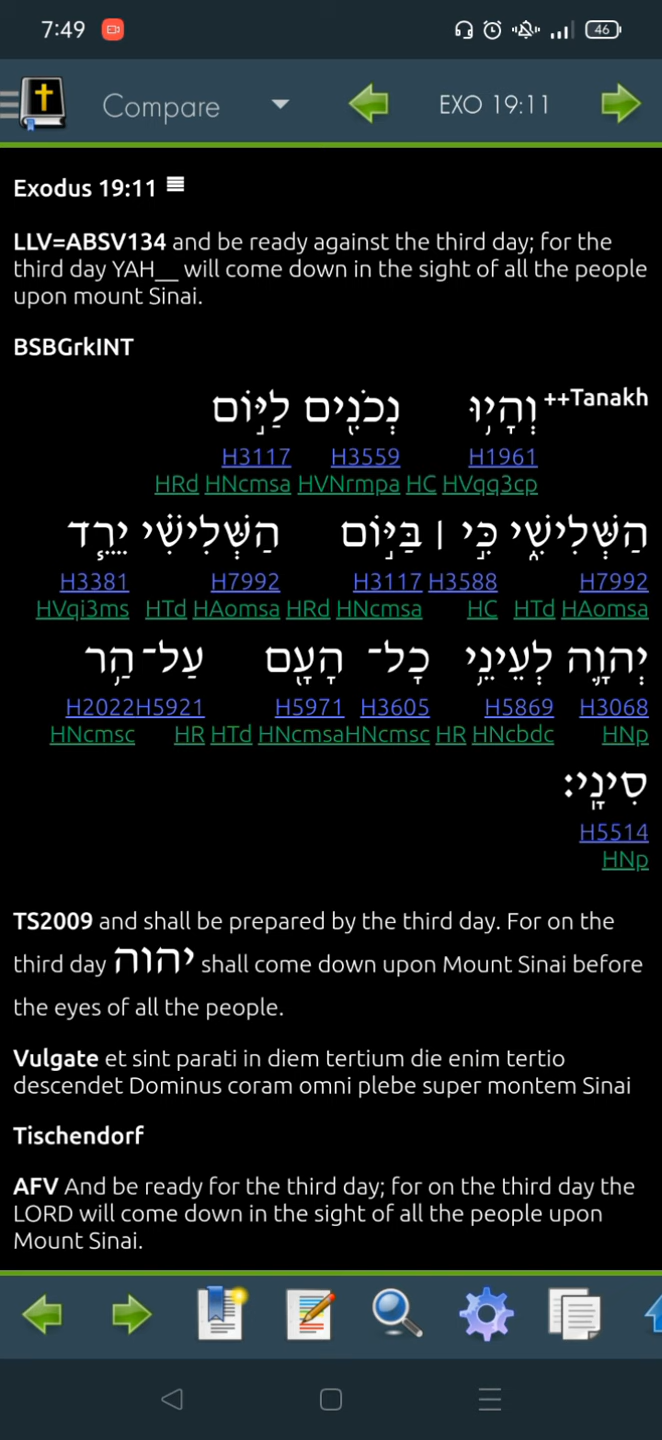 7:49
46
Compare
EXO 19:11
Exodus 19:11
LLV=ABSV134 and be ready against the third day; for the
third day YAH__ will come down in the sight of all the people
upon mount Sinai.
BSBGrkINT
++Tanakh וְהָי֥וּ נְכֹנִ֖ים לַיּ֣וֹם
H3117 H3559 H1961
HRd HNcmsa HVNrmpa HC HVqq3cp
הַשְּׁלִישִׁ֑י כִּ֣י ׀ בַּיּ֣וֹם הַשְּׁלִישִׁ֗י יֵרֵ֧ד
H3381 H7992 H3117 H3588 H7992
HVqi3ms HTd HAomsa HRd HNcmsa HC HTd HAomsa
יְהוָ֛ה לְעֵינֵ֥י כָל־ הָעָ֖ם עַל־ הַ֥ר
H2022 H5921 H5971 H3605 H5869 H3068
HNcmsc HR HTd HNcmsa HNcmsc HR HNcbdc HNp
סִינָֽי׃
H5514
HNp
TS2009 and shall be prepared by the third day. For on the
third day יהוה shall come down upon Mount Sinai before
the eyes of all the people.
Vulgate et sint parati in diem tertium die enim tertio
descendet Dominus coram omni plebe super montem Sinai
Tischendorf
AFV And be ready for the third day; for on the third day the
LORD will come down in the sight of all the people upon
Mount Sinai.